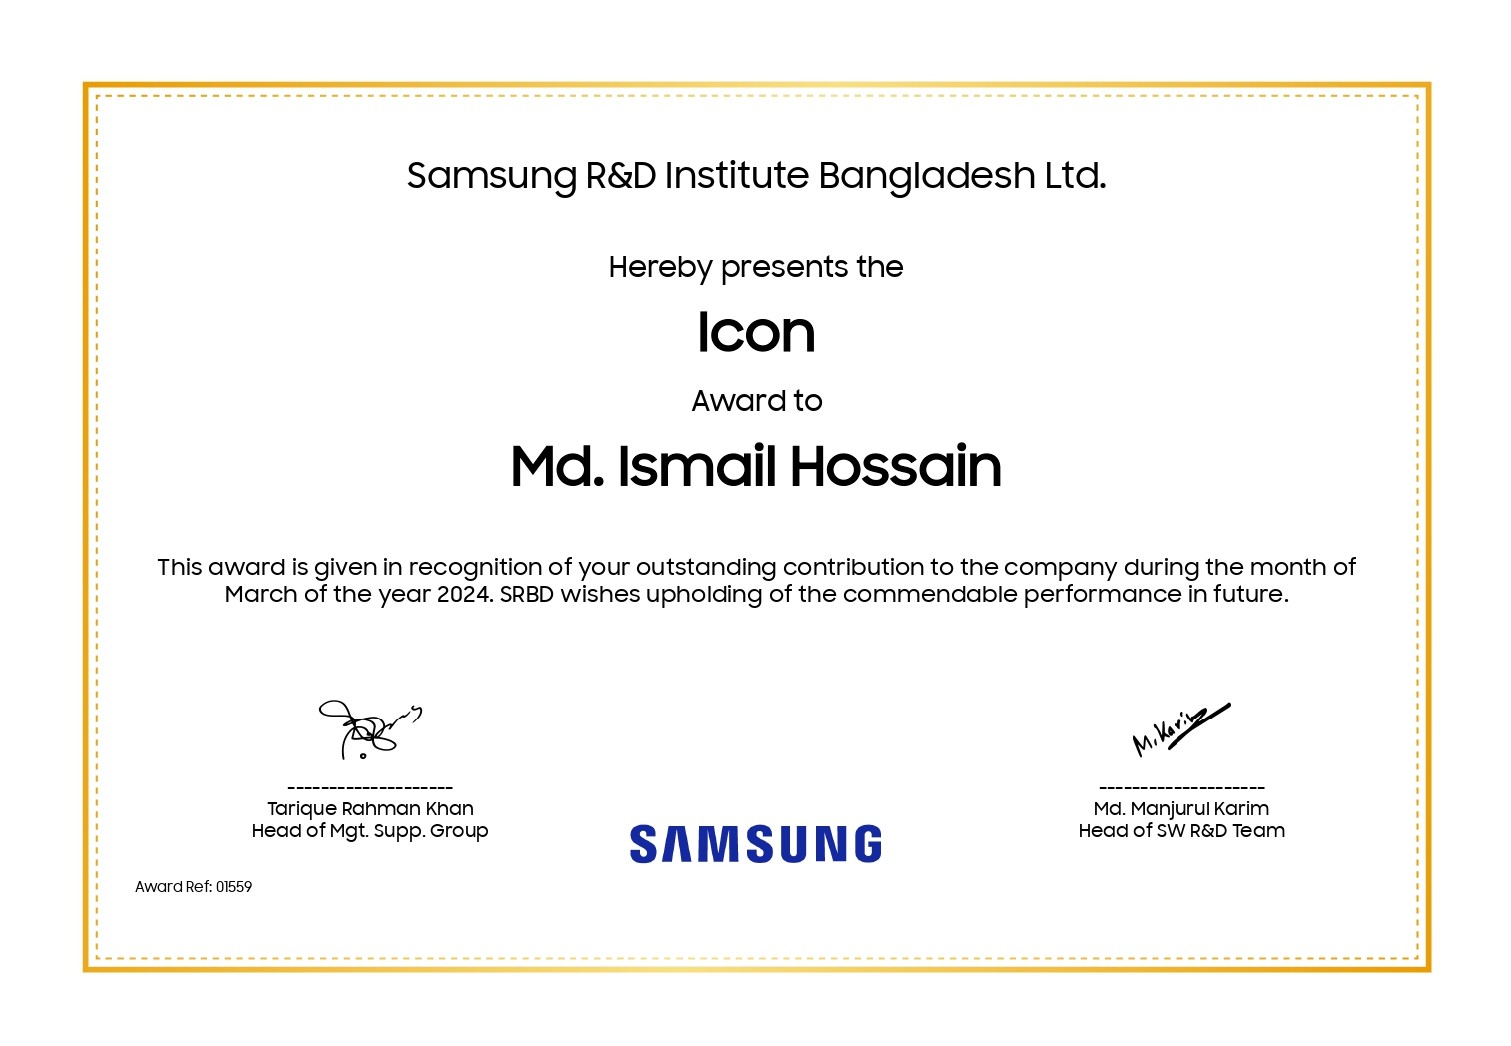 Samsung R&D Institute Bangladesh Ltd.
Hereby presents the
Icon
Award to
Md. Ismail Hossain
This award is given in recognition of your outstanding contribution to the company during the month of
March of the year 2024. SRBD wishes upholding of the commendable performance in future.
M. Karim
--------------------
Tarique Rahman Khan
Head of Mgt. Supp. Group
--------------------
Md. Manjurul Karim
Head of SW R&D Team
SAMSUNG
Award Ref: 01559